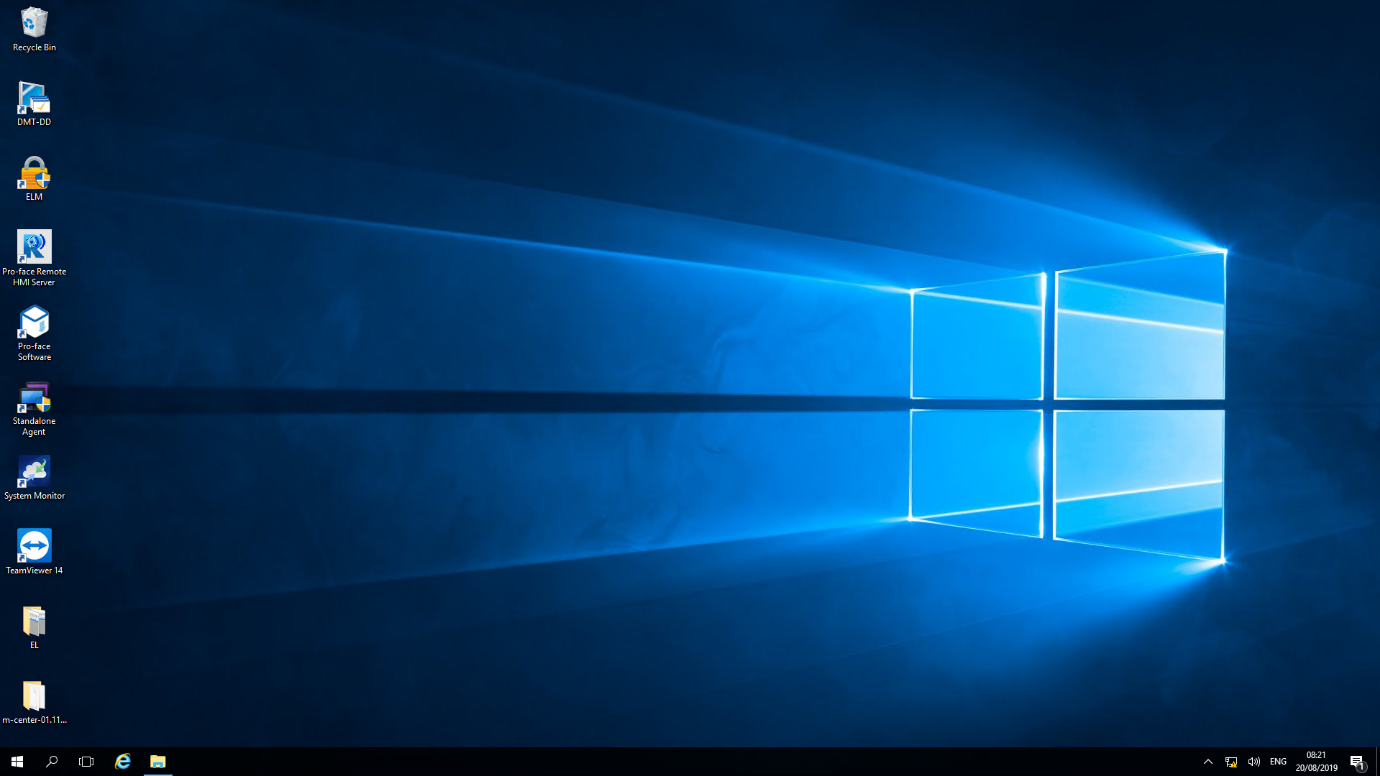 Recycle Bin
DMT-DD
ELM
Pro-face Remote
HMI Server
Pro-face
Software
Standalone
Agent
System Monitor
TeamViewer 14
EL
m-center-01.11...
ENG
08:21
20/08/2019
1